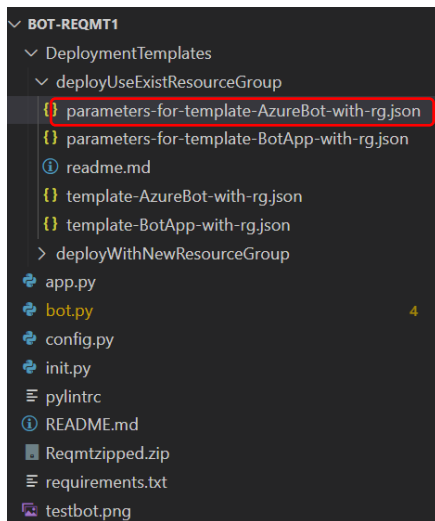 BOT-REQMT1
DeploymentTemplates
deployUseExistResourceGroup
{} parameters-for-template-AzureBot-with-rg.json
{} parameters-for-template-BotApp-with-rg.json
readme.md
{} template-AzureBot-with-rg.json
{} template-BotApp-with-rg.json
deployWithNewResourceGroup
app.py
bot.py 4
config.py
init.py
pylintrc
README.md
Reqmtzipped.zip
requirements.txt
testbot.png